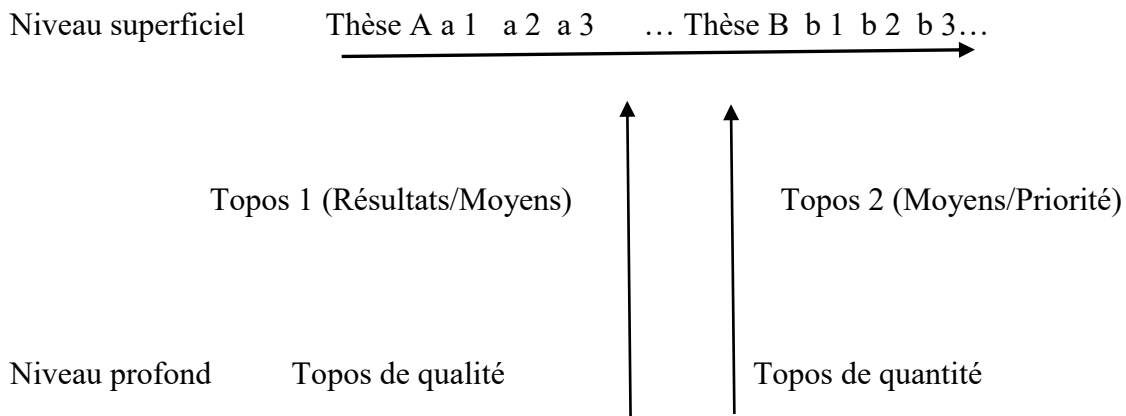 Niveau superficiel Thèse A a 1 a 2 a 3 … Thèse B b 1 b 2 b 3…
Topos 1 (Résultats/Moyens) Topos 2 (Moyens/Priorité)
Niveau profond Topos de qualité Topos de quantité